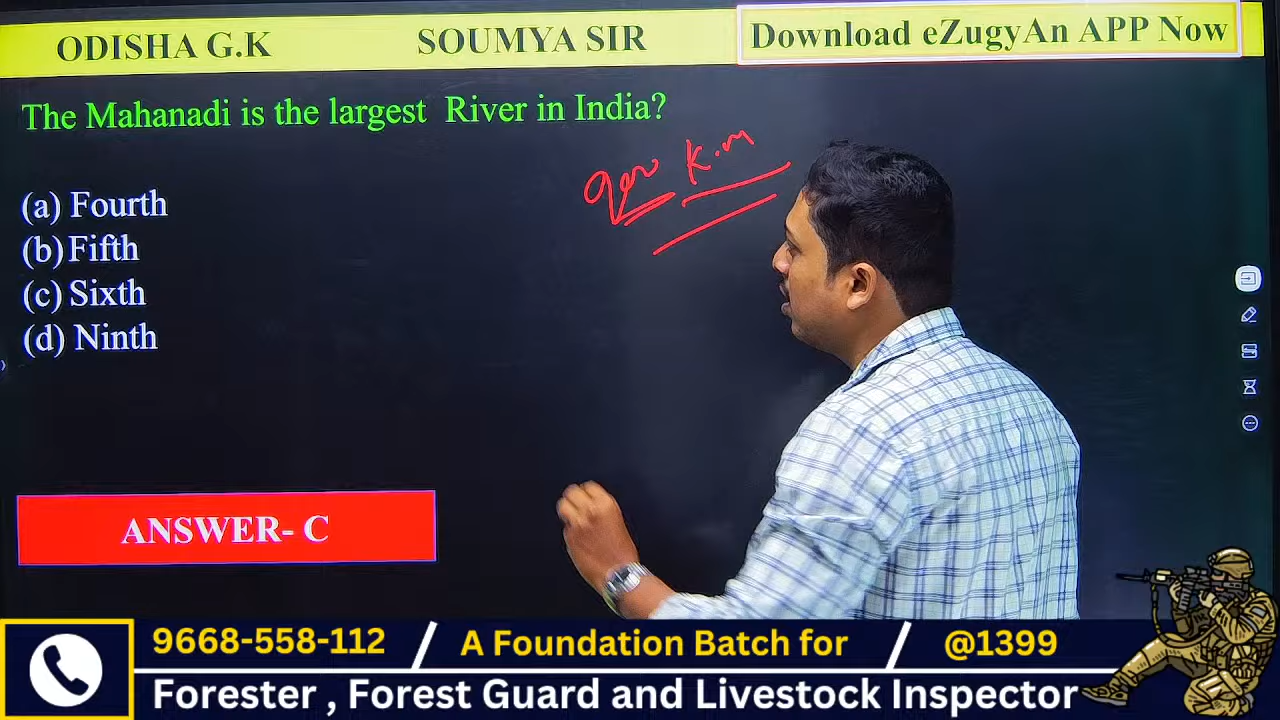 ODISHA G.K SOUMYA SIR Download eZugyAn APP Now
The Mahanadi is the largest River in India?
K.m
(a) Fourth
(b) Fifth
(c) Sixth
(d) Ninth
ANSWER- C
9668-558-112 / A Foundation Batch for / @1399
Forester , Forest Guard and Livestock Inspector